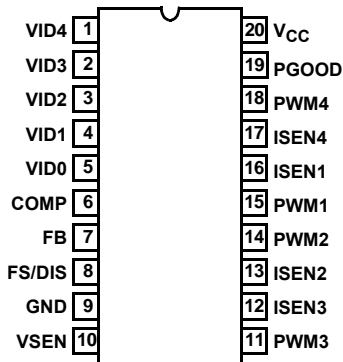 VID4 1 20 VCC
VID3 2 19 PGOOD
VID2 3 18 PWM4
VID1 4 17 ISEN4
VID0 5 16 ISEN1
COMP 6 15 PWM1
FB 7 14 PWM2
FS/DIS 8 13 ISEN2
GND 9 12 ISEN3
VSEN 10 11 PWM3